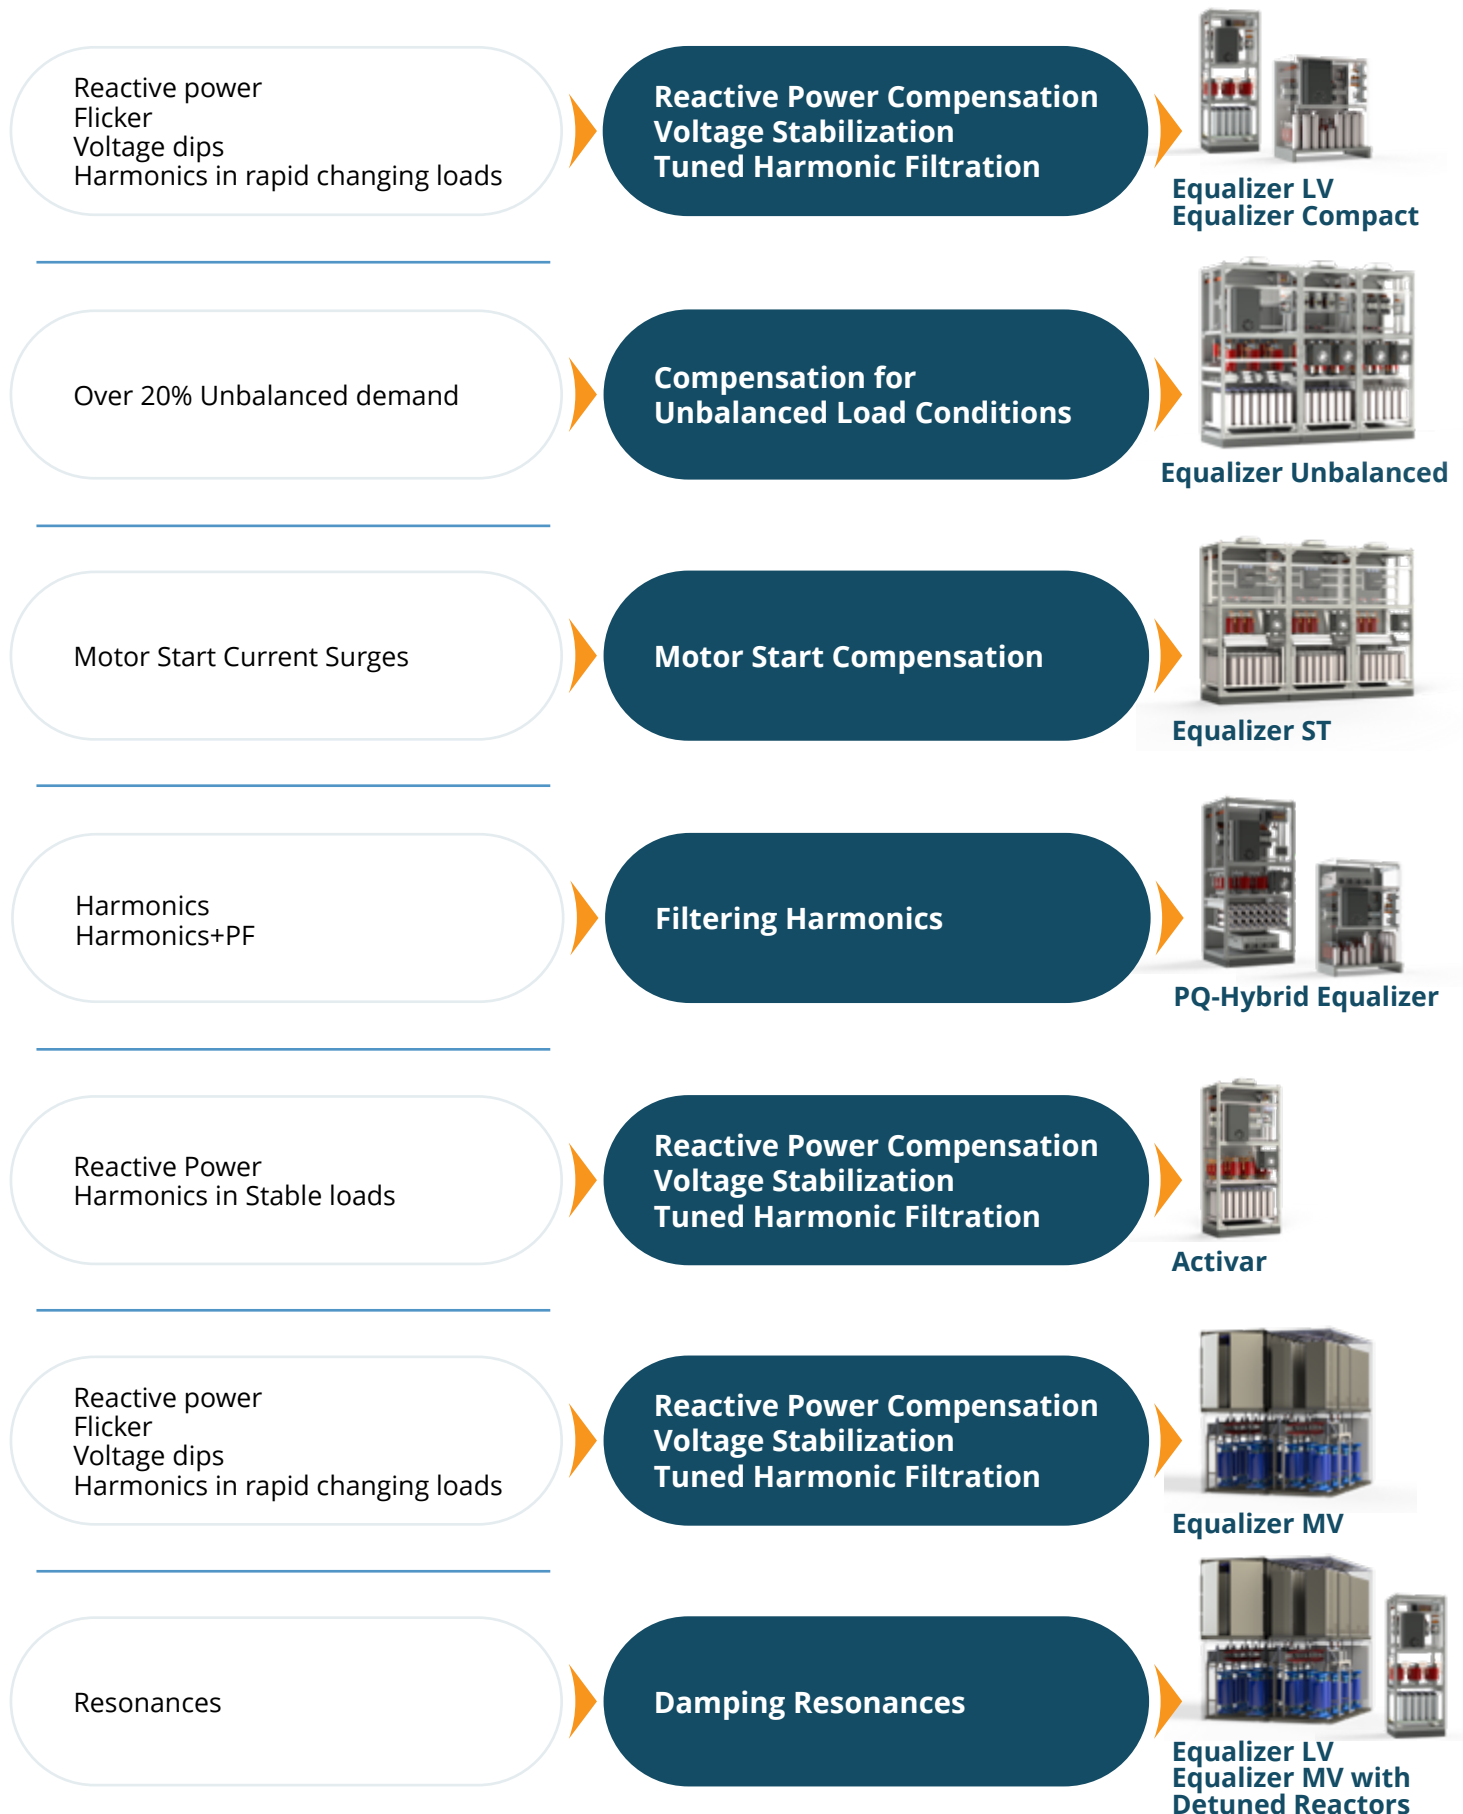 Reactive power
Flicker
Voltage dips
Harmonics in rapid changing loads
Reactive Power Compensation
Voltage Stabilization
Tuned Harmonic Filtration
Equalizer LV
Equalizer Compact
Over 20% Unbalanced demand
Compensation for
Unbalanced Load Conditions
Equalizer Unbalanced
Motor Start Current Surges
Motor Start Compensation
Equalizer ST
Harmonics
Harmonics+PF
Filtering Harmonics
PQ-Hybrid Equalizer
Reactive Power
Harmonics in Stable loads
Reactive Power Compensation
Voltage Stabilization
Tuned Harmonic Filtration
Activar
Reactive power
Flicker
Voltage dips
Harmonics in rapid changing loads
Reactive Power Compensation
Voltage Stabilization
Tuned Harmonic Filtration
Equalizer MV
Resonances
Damping Resonances
Equalizer LV
Equalizer MV with
Detuned Reactors